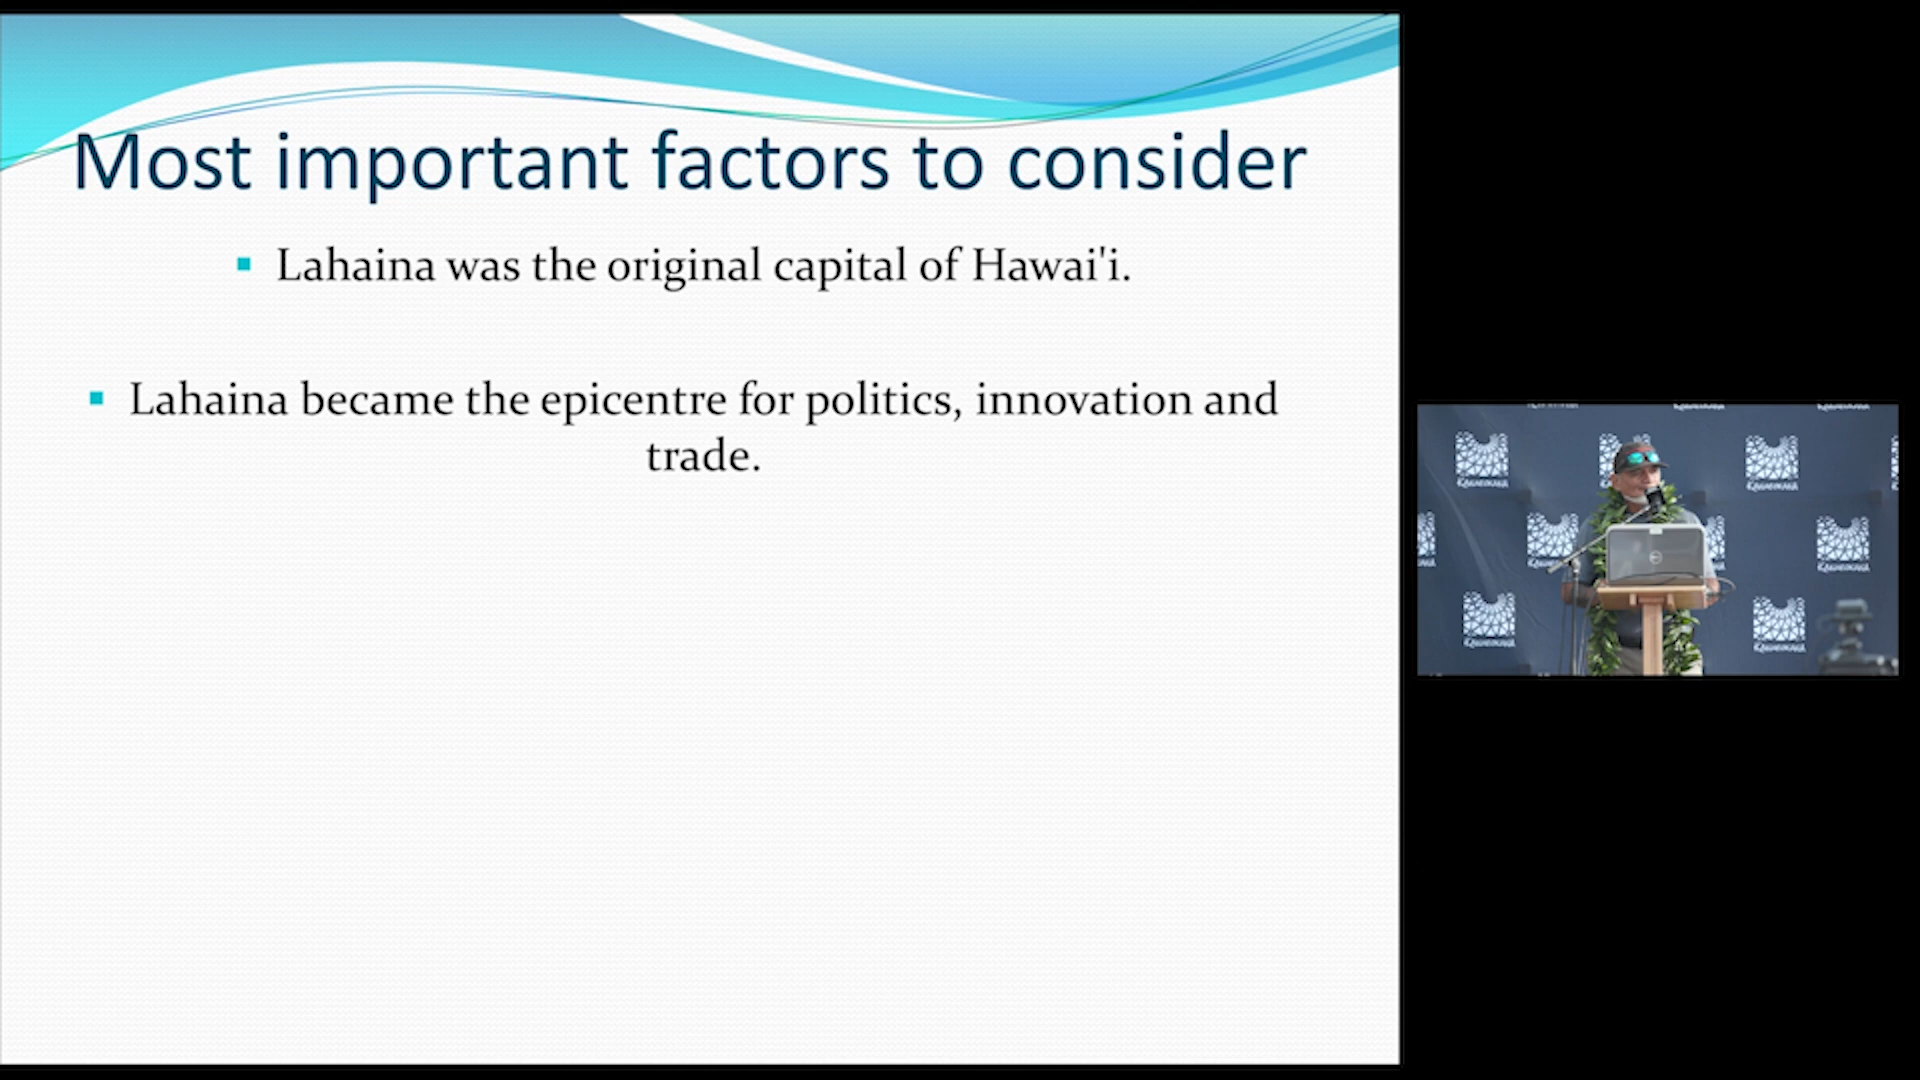 Most important factors to consider
Lahaina was the original capital of Hawai'i.
Lahaina became the epicentre for politics, innovation and
trade.